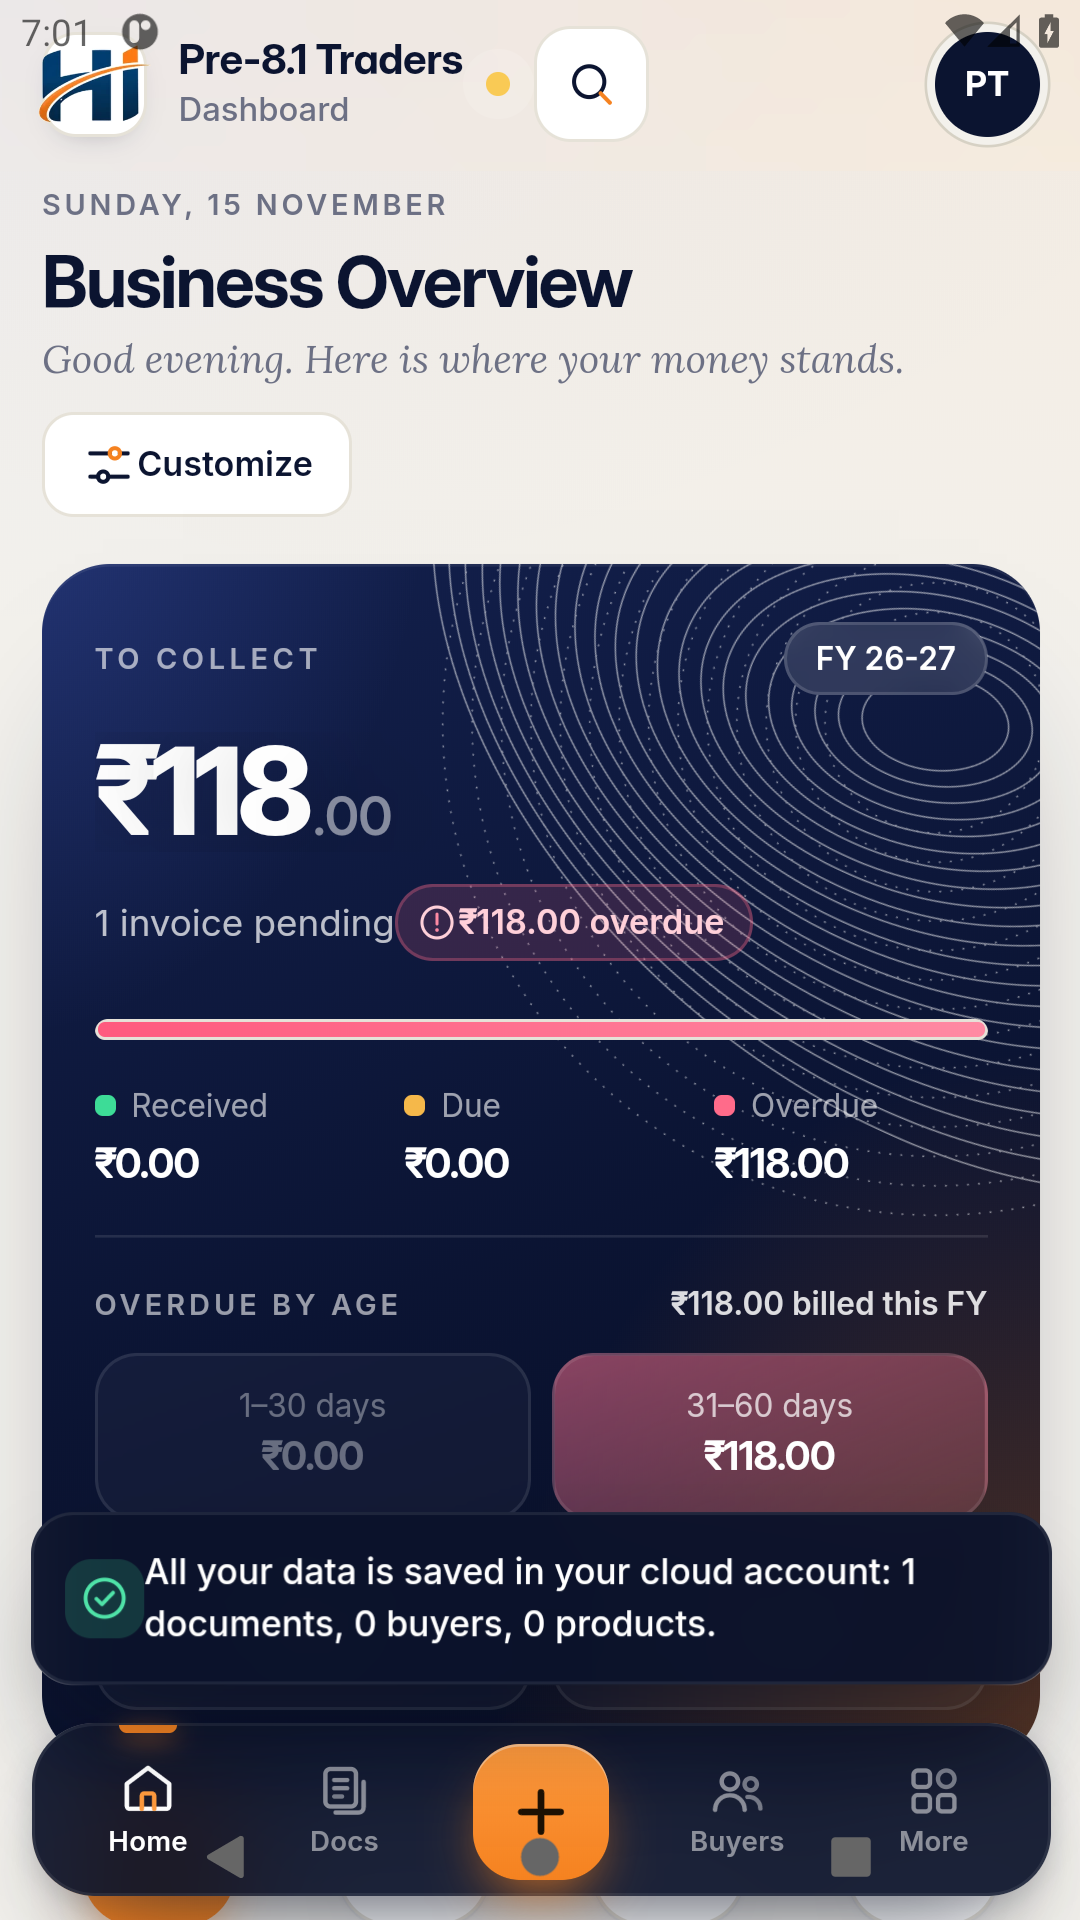 7:01
Hi
Pre-8.1 Traders
Dashboard
PT
SUNDAY, 15 NOVEMBER
Business Overview
Good evening. Here is where your money stands.
Customize
TO COLLECT
FY 26-27
₹118.00
1 invoice pending
₹118.00 overdue
Received
Due
Overdue
₹0.00
₹0.00
₹118.00
OVERDUE BY AGE
₹118.00 billed this FY
1–30 days
31–60 days
₹0.00
₹118.00
All your data is saved in your cloud account: 1
documents, 0 buyers, 0 products.
Home
Docs
Buyers
More